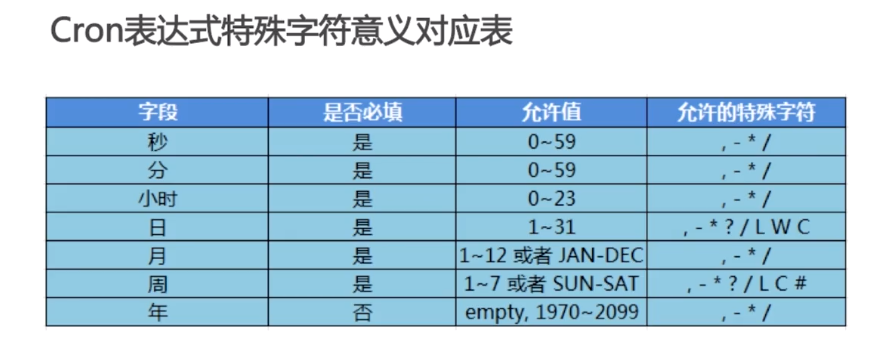 Cron表达式特殊字符意义对应表
字段 是否必填 允许值 允许的特殊字符
秒 是 0~59 , - * /
分 是 0~59 , - * /
小时 是 0~23 , - * /
日 是 1~31 , - * ? / L W C
月 是 1~12 或者 JAN-DEC , - * /
周 是 1~7 或者 SUN-SAT , - * ? / L C #
年 否 empty, 1970~2099 , - * /